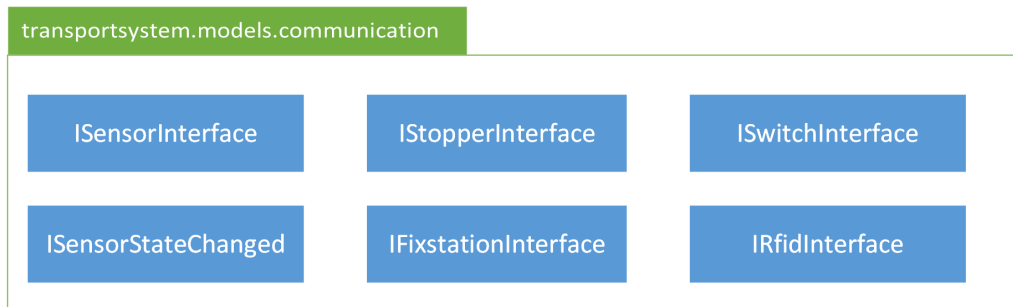 transportsystem.models.communication
ISensorInterface
IStopperInterface
ISwitchInterface
ISensorStateChanged
IFixstationInterface
IRfidInterface